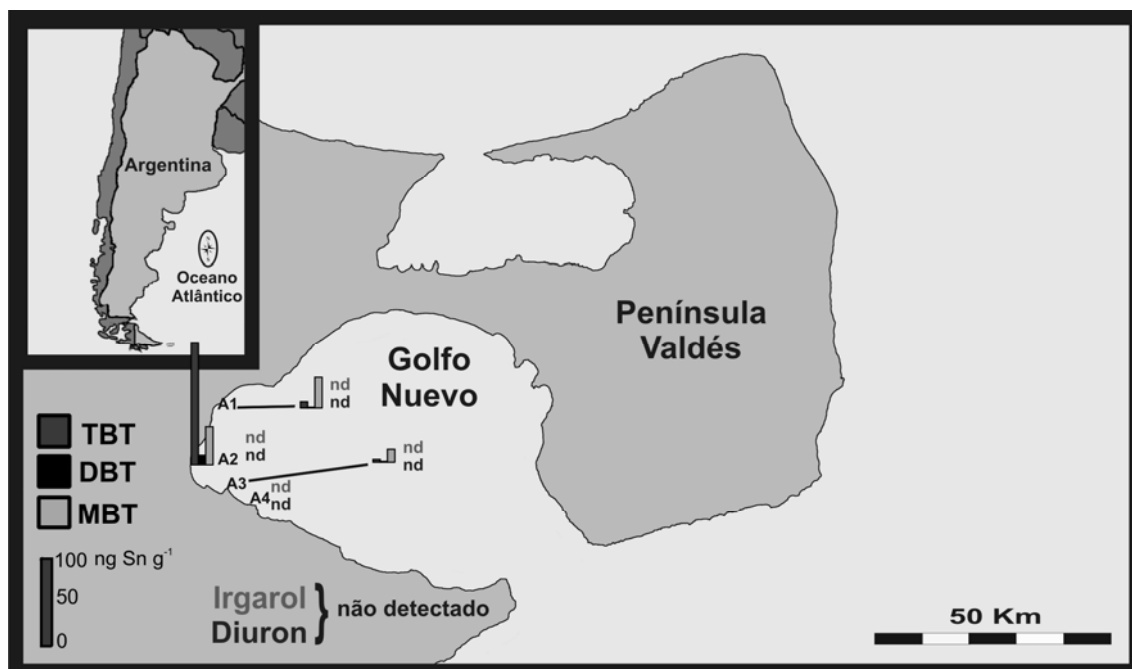 Argentina
Oceano
Atlântico
Península
Valdés
Golfo
Nuevo
A1
nd
nd
A2
nd
nd
A3
nd
nd
A4
nd
nd
TBT
DBT
MBT
100 ng Sn g⁻¹
50
0
Irgarol
Diuron
} não detectado
50 Km